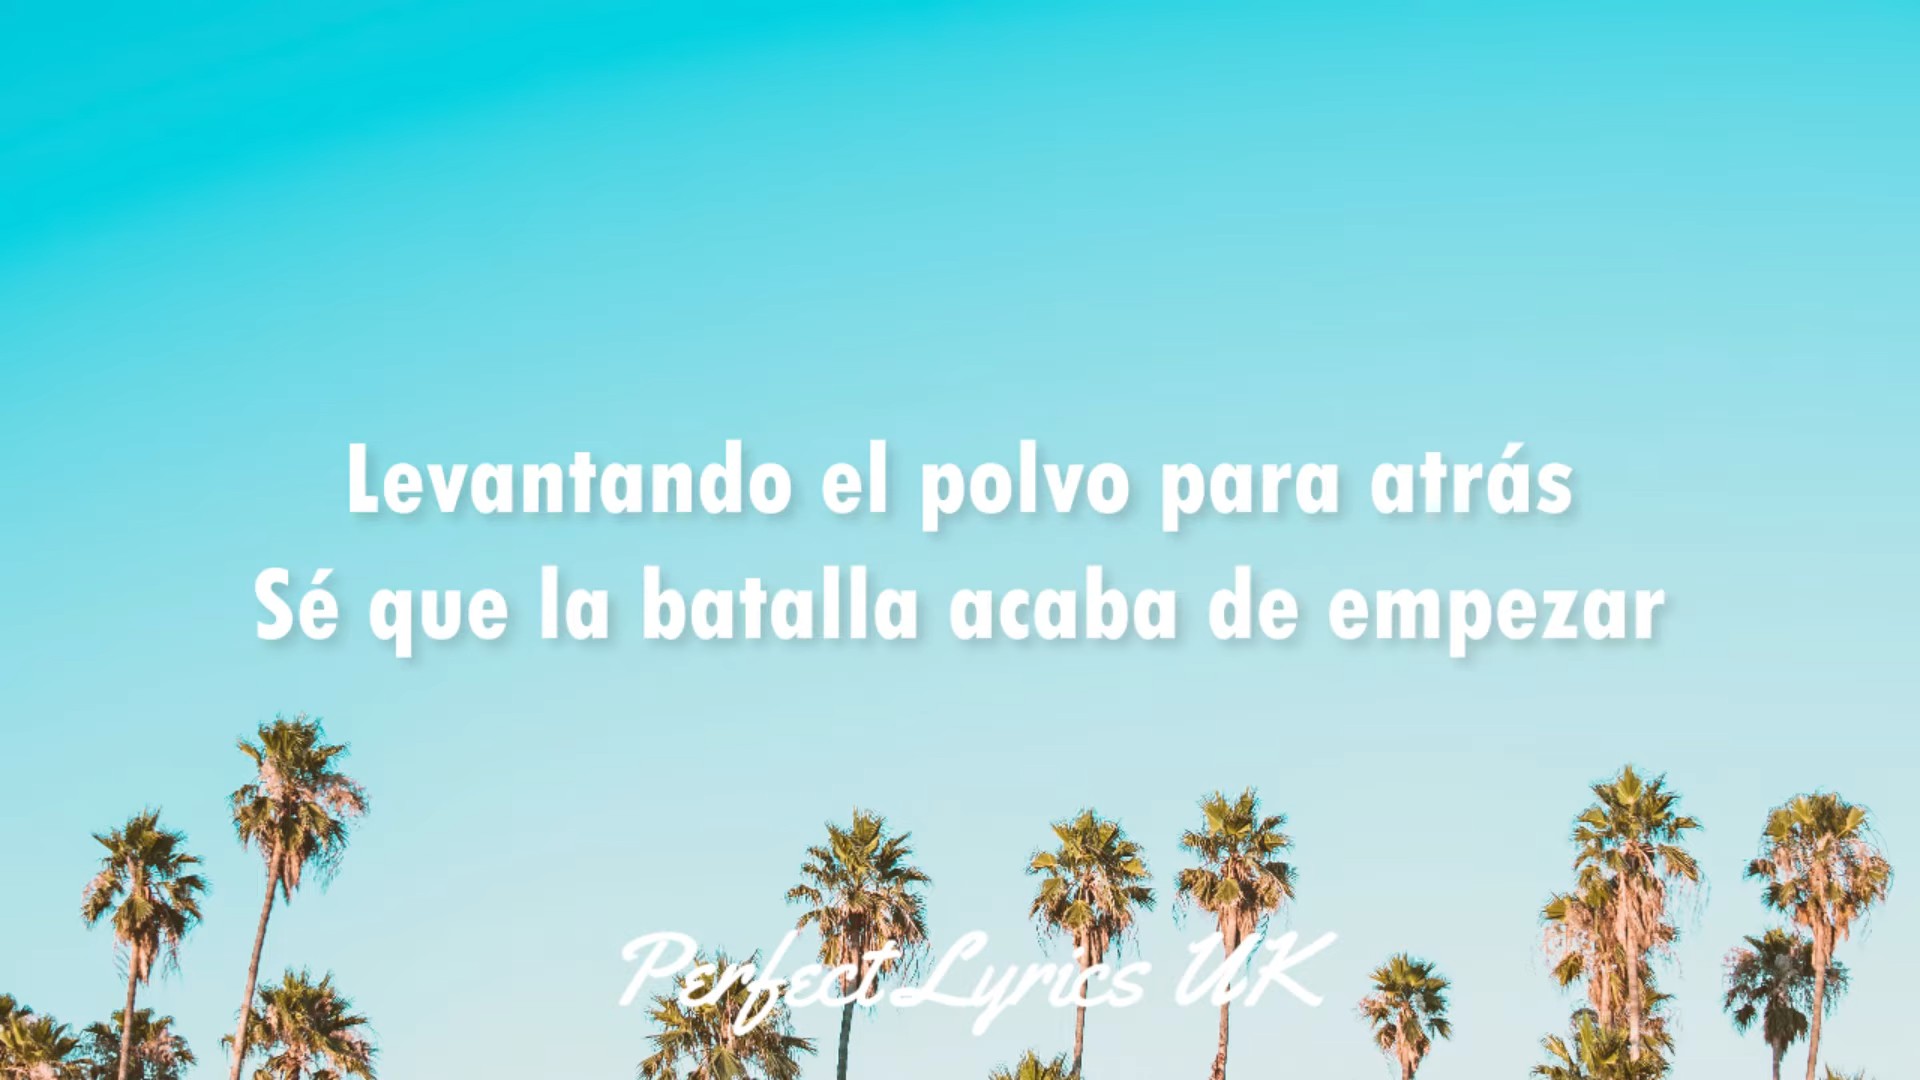 Levantando el polvo para atrás
Sé que la batalla acaba de empezar
Perfect Lyrics UK